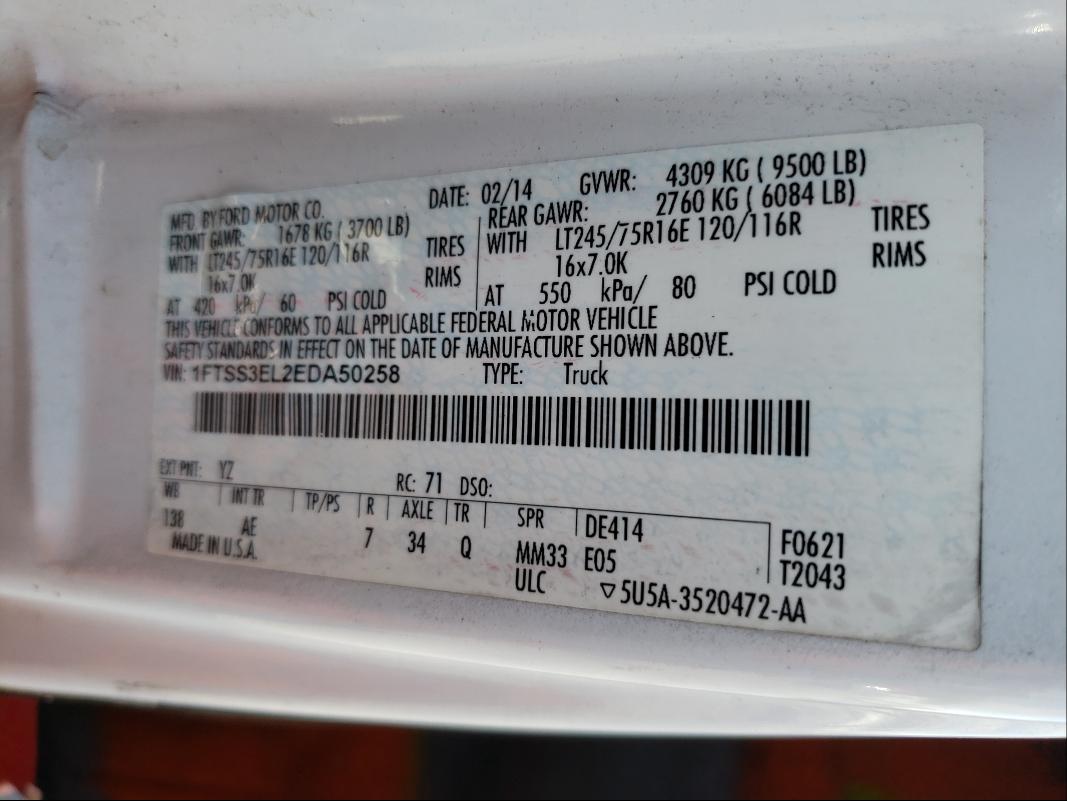 MFD. BY FORD MOTOR CO.
DATE: 02/14 GVWR: 4309 KG ( 9500 LB)
FRONT GAWR: 1678 KG ( 3700 LB)
REAR GAWR: 2760 KG ( 6084 LB)
WITH LT245/75R16E 120/116R TIRES
WITH LT245/75R16E 120/116R TIRES
16x7.0K RIMS
16x7.0K RIMS
AT 420 kPa/ 60 PSI COLD
AT 550 kPa/ 80 PSI COLD
THIS VEHICLE CONFORMS TO ALL APPLICABLE FEDERAL MOTOR VEHICLE
SAFETY STANDARDS IN EFFECT ON THE DATE OF MANUFACTURE SHOWN ABOVE.
VIN: 1FTSS3EL2EDA50258 TYPE: Truck
EXT PNT: YZ RC: 71 DSO:
WB INT TR TP/PS R AXLE TR SPR DE414
138 AE 7 34 Q MM33 E05 F0621
MADE IN U.S.A. ULC T2043
▽5U5A-3520472-AA